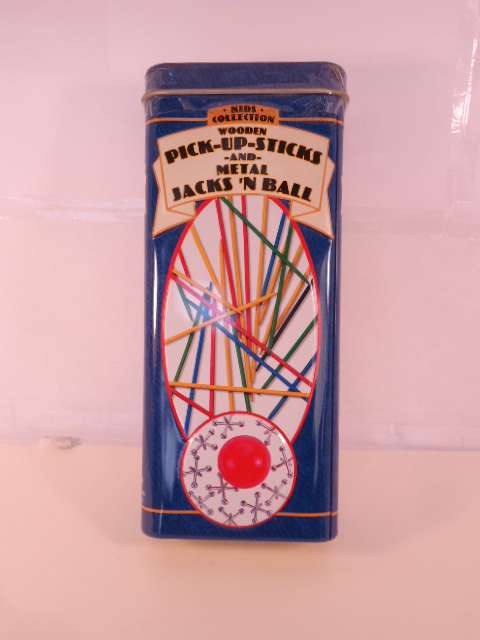 • KIDS •
COLLECTION
WOODEN
PICK-UP-STICKS
-AND-
METAL
JACKS 'N BALL